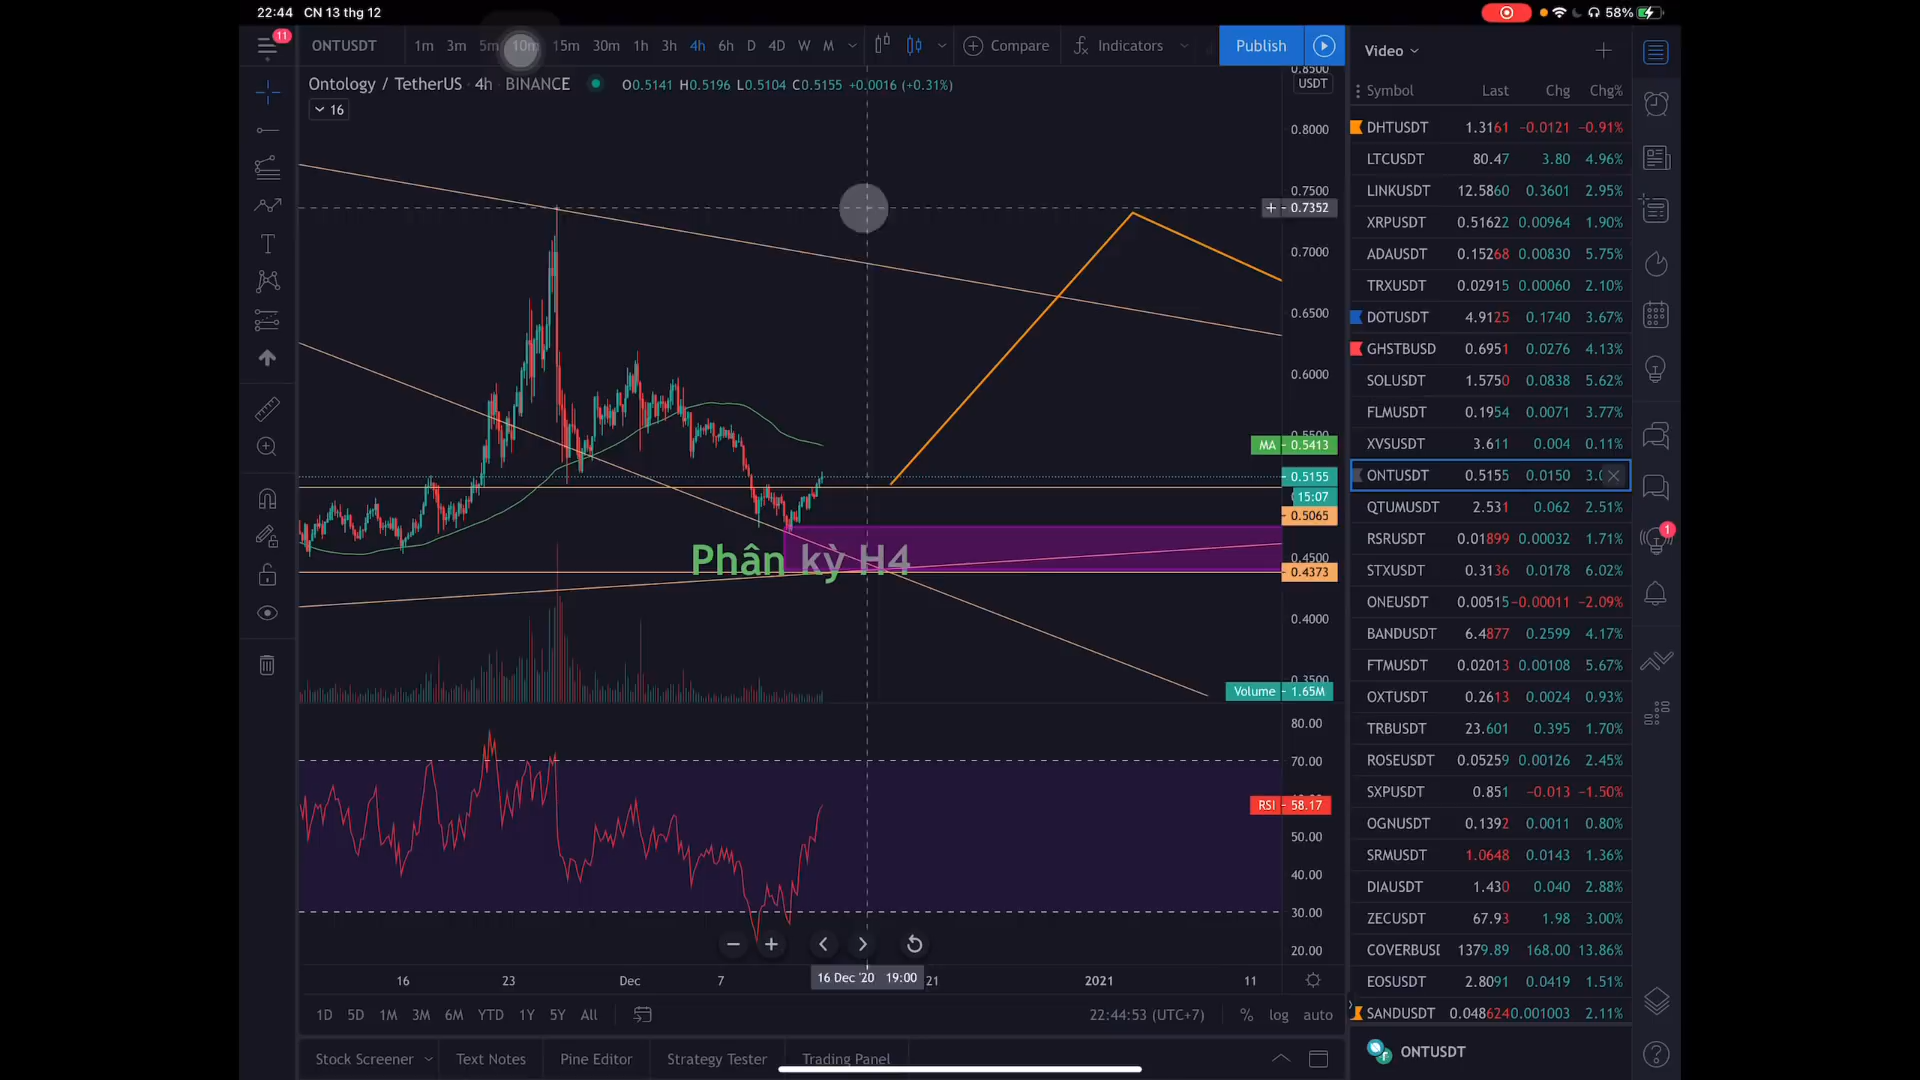 22:44 CN 13 thg 12
58%
11
ONTUSDT 1m 3m 5m 10m 15m 30m 1h 3h 4h 6h D 4D W M Compare Indicators Publish
Video
Ontology / TetherUS 4h BINANCE O0.5141 H0.5196 L0.5104 C0.5155 +0.0016 (+0.31%)
16
Symbol Last Chg Chg%
DHTUSDT 1.3161 −0.0121 −0.91%
LTCUSDT 80.47 3.80 4.96%
LINKUSDT 12.5860 0.3601 2.95%
XRPUSDT 0.51622 0.00964 1.90%
ADAUSDT 0.15268 0.00830 5.75%
TRXUSDT 0.02915 0.00060 2.10%
DOTUSDT 4.9125 0.1740 3.67%
GHSTBUSD 0.6951 0.0276 4.13%
SOLUSDT 1.5750 0.0838 5.62%
FLMUSDT 0.1954 0.0071 3.77%
XVSUSDT 3.611 0.004 0.11%
ONTUSDT 0.5155 0.0150
QTUMUSDT 2.531 0.062 2.51%
RSRUSDT 0.01899 0.00032 1.71%
STXUSDT 0.3136 0.0178 6.02%
ONEUSDT 0.00515 −0.00011 −2.09%
BANDUSDT 6.4877 0.2599 4.17%
FTMUSDT 0.02013 0.00108 5.67%
OXTUSDT 0.2613 0.0024 0.93%
TRBUSDT 23.601 0.395 1.70%
ROSEUSDT 0.05259 0.00126 2.45%
SXPUSDT 0.851 −0.013 −1.50%
OGNUSDT 0.1392 0.0011 0.80%
SRMUSDT 1.0648 0.0143 1.36%
DIAUSDT 1.430 0.040 2.88%
ZECUSDT 67.93 1.98 3.00%
COVERBUSD 1379.89 168.00 13.86%
EOSUSDT 2.8091 0.0419 1.51%
SANDUSDT 0.048624 0.001003 2.11%
ONTUSDT
1
0.8500
USDT
0.8000
0.7500
0.7352
0.7000
0.6500
0.6000
0.5500
MA 0.5413
0.5155
15:07
0.5065
0.4500
0.4373
0.4000
0.3500
Volume 1.65M
Phân kỳ H4
80.00
70.00
RSI 58.17
50.00
40.00
30.00
20.00
16 23 Dec 7 16 Dec '20 19:00 21 2021 11
1D 5D 1M 3M 6M YTD 1Y 5Y All 22:44:53 (UTC+7) % log auto
Stock Screener Text Notes Pine Editor Strategy Tester Trading Panel